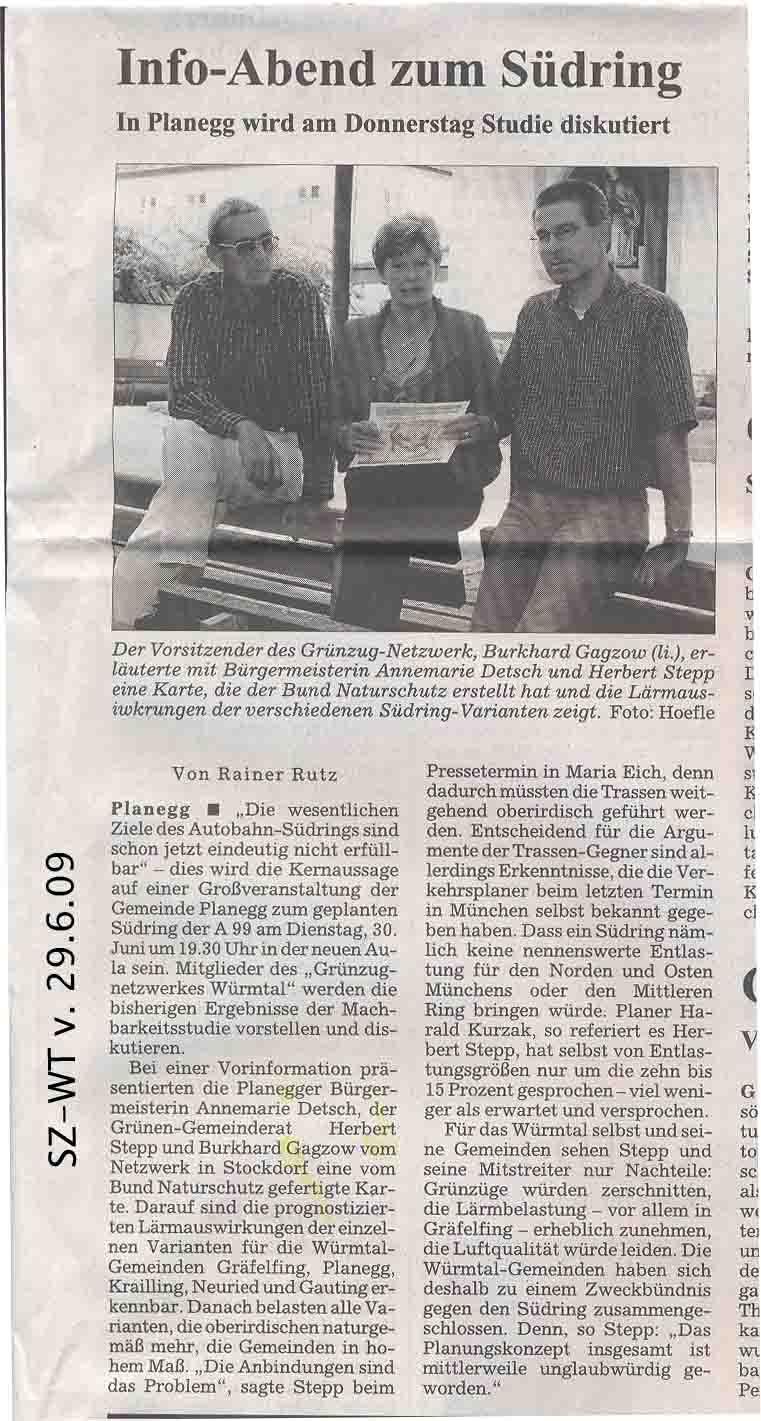 Info-Abend zum Südring
In Planegg wird am Donnerstag Studie diskutiert
Der Vorsitzender des Grünzug-Netzwerk, Burkhard Gagzow (li.), er-
läuterte mit Bürgermeisterin Annemarie Detsch und Herbert Stepp
eine Karte, die der Bund Naturschutz erstellt hat und die Lärmaus-
iwkrungen der verschiedenen Südring-Varianten zeigt. Foto: Hoefle
Von Rainer Rutz
Planegg ■ „Die wesentlichen
Ziele des Autobahn-Südrings sind
schon jetzt eindeutig nicht erfüll-
bar“ – dies wird die Kernaussage
auf einer Großveranstaltung der
Gemeinde Planegg zum geplanten
Südring der A 99 am Dienstag, 30.
Juni um 19.30 Uhr in der neuen Au-
la sein. Mitglieder des „Grünzug-
netzwerkes Würmtal“ werden die
bisherigen Ergebnisse der Mach-
barkeitsstudie vorstellen und dis-
kutieren.
Bei einer Vorinformation prä-
sentierten die Planegger Bürger-
meisterin Annemarie Detsch, der
Grünen-Gemeinderat Herbert
Stepp und Burkhard Gagzow vom
Netzwerk in Stockdorf eine vom
Bund Naturschutz gefertigte Kar-
te. Darauf sind die prognostizier-
ten Lärmauswirkungen der einzel-
nen Varianten für die Würmtal-
Gemeinden Gräfelfing, Planegg,
Krailling, Neuried und Gauting er-
kennbar. Danach belasten alle Va-
rianten, die oberirdischen naturge-
mäß mehr, die Gemeinden in ho-
hem Maß. „Die Anbindungen sind
das Problem“, sagte Stepp beim
Pressetermin in Maria Eich, denn
dadurch müssten die Trassen weit-
gehend oberirdisch geführt wer-
den. Entscheidend für die Argu-
mente der Trassen-Gegner sind al-
lerdings Erkenntnisse, die die Ver-
kehrsplaner beim letzten Termin
in München selbst bekannt gege-
ben haben. Dass ein Südring näm-
lich keine nennenswerte Entlas-
tung für den Norden und Osten
Münchens oder den Mittleren
Ring bringen würde. Planer Ha-
rald Kurzak, so referiert es Her-
bert Stepp, hat selbst von Entlas-
tungsgrößen nur um die zehn bis
15 Prozent gesprochen – viel weni-
ger als erwartet und versprochen.
Für das Würmtal selbst und sei-
ne Gemeinden sehen Stepp und
seine Mitstreiter nur Nachteile:
Grünzüge würden zerschnitten,
die Lärmbelastung – vor allem in
Gräfelfing – erheblich zunehmen,
die Luftqualität würde leiden. Die
Würmtal-Gemeinden haben sich
deshalb zu einem Zweckbündnis
gegen den Südring zusammenge-
schlossen. Denn, so Stepp: „Das
Planungskonzept insgesamt ist
mittlerweile unglaubwürdig ge-
worden.“
SZ-WT v. 29.6.09